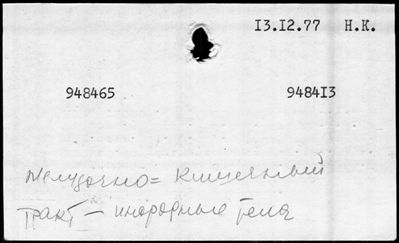 13.12.77 Н.К.
948465 948413
Желудочно= кишечный
тракт – инородные тела